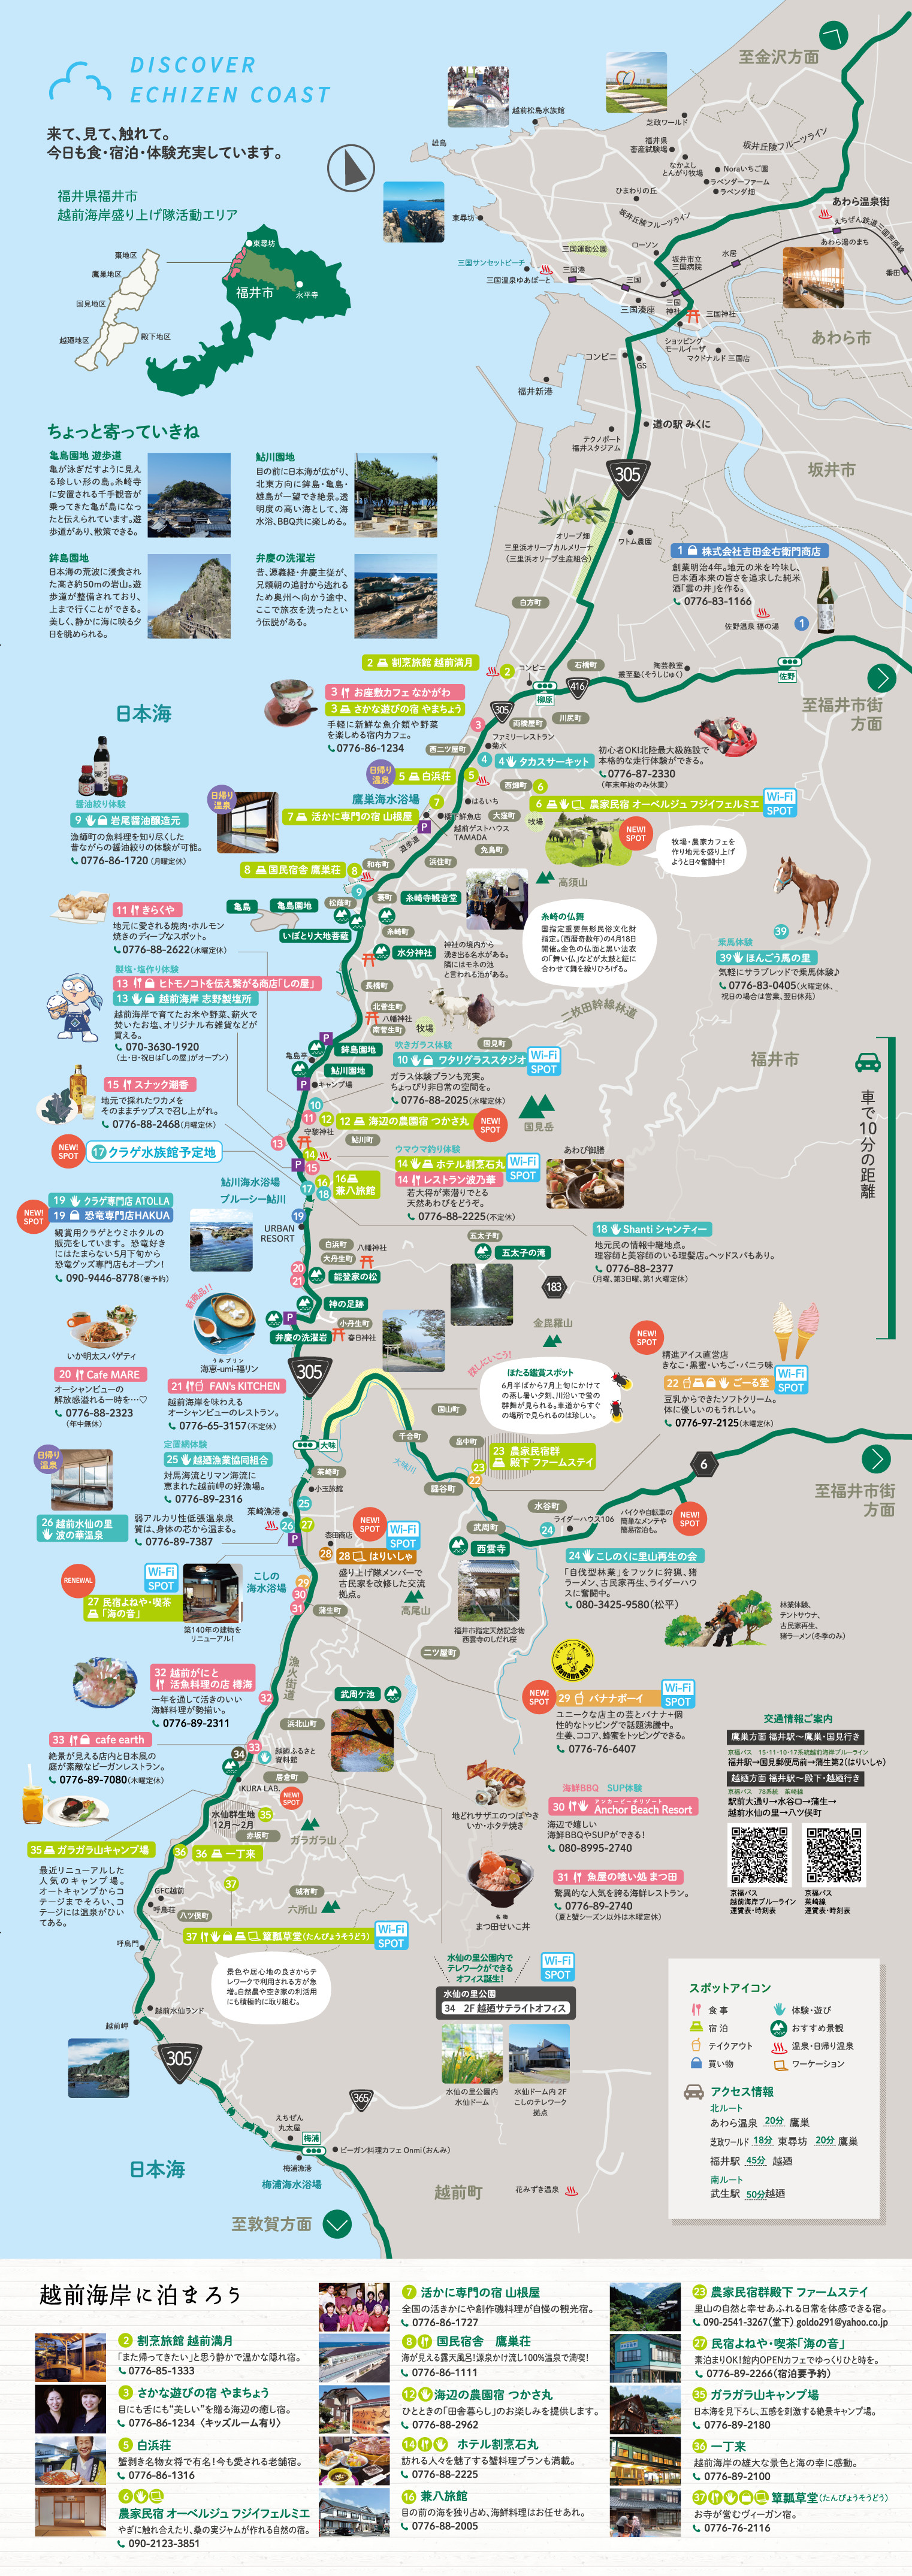 DISCOVER
ECHIZEN COAST
来て、見て、触れて。
今日も食・宿泊・体験充実しています。
福井県福井市
越前海岸盛り上げ隊活動エリア
東尋坊
福井市
永平寺
棗地区
鷹巣地区
国見地区
越廼地区
殿下地区
至金沢方面
越前松島水族館
雄島
東尋坊
芝政ワールド
福井県
畜産試験場
なかよし
とんがり牧場
坂井丘陵フルーツライン
Noraいちご園
ラベンダーファーム
ラベンダ畑
ひまわりの丘
坂井丘陵フルーツライン
あわら温泉街
えちぜん鉄道 三国芦原線
あわら湯のまち
番田
水居
ローソン
坂井市立
三国病院
三国運動公園
三国サンセットビーチ
三国温泉ゆあぽーと
三国港
三国
三国湊座
三国
神社
三国神社
ショッピング
モールイーザ
マクドナルド 三国店
あわら市
コンビニ
GS
福井新港
道の駅 みくに
テクノポート
福井スタジアム
坂井市
305
オリーブ畑
三里浜オリーブカルメリーナ
(三里浜オリーブ生産組合)
ワトム農園
ちょっと寄っていきね
亀島園地 遊歩道
亀が泳ぎだすように見え
る珍しい形の島。糸崎寺
に安置される千手観音が
乗ってきた亀が島になっ
たと伝えられています。遊
歩道があり、散策できる。
鮎川園地
目の前に日本海が広がり、
北東方向に鉾島・亀島・
雄島が一望でき絶景。透
明度の高い海として、海
水浴、BBQ共に楽しめる。
鉾島園地
日本海の荒波に浸食され
た高さ約50mの岩山。遊
歩道が整備されており、
上まで行くことができる。
美しく、静かに海に映る夕
日を眺められる。
弁慶の洗濯岩
昔、源義経・弁慶主従が、
兄頼朝の追討から逃れる
ため奥州へ向かう途中、
ここで旅衣を洗ったとい
う伝説がある。
1 株式会社吉田金右衛門商店
創業明治4年。地元の米を吟味し、
日本酒本来の旨さを追求した純米
酒「雲の井」を作る。
0776-83-1166
佐野温泉 福の湯
1
白方町
2 割烹旅館 越前満月
2
コンビニ
石橋町
陶芸教室
叢至塾(そうしじゅく)
佐野
柳原
416
至福井市街
方面
日本海
3 お座敷カフェ なかがわ
3 さかな遊びの宿 やまちょう
手軽に新鮮な魚介類や野菜
を楽しめる宿内カフェ。
0776-86-1234
305
両橋屋町
川尻町
3
ファミリーレストラン
菊水
西二ツ屋町
4
4 タカスサーキット
初心者OK!北陸最大級施設で
本格的な走行体験ができる。
0776-87-2330
(年末年始のみ休業)
日帰り
温泉
5 白浜荘
5
西畑町
6
鷹巣海水浴場
7
はるいち
大窪町
牧場
6 農家民宿 オーベルジュ フジイフェルミエ
Wi-Fi
SPOT
醤油絞り体験
9 岩尾醤油醸造元
漁師町の魚料理を知り尽くした
昔ながらの醤油絞りの体験が可能。
0776-86-1720 (月曜定休)
日帰り
温泉
7 活かに専門の宿 山根屋
P
越前ゲストハウス
TAMADA
遊歩道
免鳥町
NEW!
SPOT
牧場・農家カフェを
作り地元を盛り上げ
ようと日々奮闘中!
8 国民宿舎 鷹巣荘
8
和布町
浜住町
9
松蔭町
蓑町
糸崎寺観音堂
高須山
亀島
亀島園地
いぼとり大地菩薩
糸崎町
水分神社
神社の境内から
湧き出る名水がある。
隣にはモネの池
と言われる池がある。
糸崎の仏舞
国指定重要無形民俗文化財
指定。(西暦奇数年)の4月18日
開催。金色の仏面と黒い法衣
の「舞い仏」などが太鼓と鉦に
合わせて舞を繰りひろげる。
39
乗馬体験
39 ほんごう馬の里
気軽にサラブレッドで乗馬体験♪
0776-83-0405(火曜定休、
祝日の場合は営業、翌日休宛)
11 きらくや
地元に愛される焼肉・ホルモン
焼きのディープなスポット。
0776-88-2622(水曜定休)
製塩・塩作り体験
13 ヒトモノコトを伝え繋がる商店「しの屋」
13 越前海岸 志野製塩所
越前海岸で育てたお米や野菜、薪火で
焚いたお塩、オリジナル布雑貨などが
買える。
070-3630-1920
(土・日・祝日は「しの屋」がオープン)
長橋町
北菅生町
八幡神社
南菅生町
牧場
二枚田幹線林道
P
鉾島園地
亀島亭
鮎川園地
P
キャンプ場
国見町
吹きガラス体験
10 ワタリグラススタジオ
Wi-Fi
SPOT
ガラス体験プランも充実。
ちょっぴり非日常の空間を。
0776-88-2025(水曜定休)
福井市
車で10分の距離
15 スナック潮香
地元で採れたワカメを
そのままチップスで召し上がれ。
0776-88-2468(月曜定休)
10
11
12
12 海辺の農園宿 つかさ丸
NEW!
SPOT
国見岳
13
守黎神社
鮎川町
14
P
15
ウマウマ釣り体験
14 ホテル割烹石丸
14 レストラン波乃華
Wi-Fi
SPOT
若大将が素潜りでとる
天然あわびをどうぞ。
0776-88-2225(不定休)
あわび御膳
NEW!
SPOT
17 クラゲ水族館予定地
16
16
兼八旅館
鮎川海水浴場
ブルーシー鮎川
17
18
NEW!
SPOT
19 クラゲ専門店 ATOLLA
19 恐竜専門店HAKUA
観賞用クラゲとウミホタルの
販売をしています。恐竜好き
にはたまらない5月下旬から
恐竜グッズ専門店もオープン!
090-9446-8778(要予約)
19
URBAN
RESORT
18 Shanti シャンティー
地元民の情報中継地点。
理容師と美容師のいる理髪店。ヘッドスパもあり。
0776-88-2377
(月曜、第3日曜、第1火曜定休)
五太子町
五太子の滝
白浜町
八幡神社
大丹生町
20
21
能登家の松
神の足跡
P
小丹生町
春日神社
弁慶の洗濯岩
183
金毘羅山
新商品!!
うみプリン
海恵-umi-福リン
いか明太スパゲティ
20 Cafe MARE
オーシャンビューの
解放感溢れる一時を…♡
0776-88-2323
(年中無休)
21 FAN's KITCHEN
越前海岸を味わえる
オーシャンビューのレストラン。
0776-65-3157(不定休)
305
探しにいこう!
ほたる鑑賞スポット
6月半ばから7月上旬にかけて
の蒸し暑い夕刻、川沿いで蛍の
群舞が見られる。車道からすぐ
の場所で見られるのは珍しい。
NEW!
SPOT
精進アイス直営店
きなこ・黒蜜・いちご・バニラ味
22 ごーる堂
Wi-Fi
SPOT
豆乳からできたソフトクリーム。
体に優しいのもうれしい。
0776-97-2125(木曜定休)
国山町
大味
千合町
大味川
畠中町
23
23 農家民宿群
殿下 ファームステイ
22
6
至福井市街
方面
定置網体験
25 越廼漁業協同組合
対馬海流とリマン海流に
恵まれた越前岬の好漁場。
0776-89-2316
日帰り
温泉
26 越前水仙の里
波の華温泉
弱アルカリ性低張温泉の
質は、身体の芯から温まる。
0776-89-7387
茱崎町
小玉旅館
25
茱崎漁港
26
27
P
28
壱田商店
NEW!
SPOT
Wi-Fi
SPOT
28 はりいしゃ
盛り上げ隊メンバーで
古民家を改修した交流
拠点。
鎌谷町
水谷町
武周町
西雲寺
24
ライダーハウス106
バイクや自転車の
簡単なメンテや
簡易宿泊も。
NEW!
SPOT
24 こしのくに里山再生の会
「自伐型林業」をフックに狩猟、猪
ラーメン、古民家再生、ライダーハウ
スに奮闘中。
080-3425-9580(松平)
林業体験、
テントサウナ、
古民家再生、
猪ラーメン(冬季のみ)
RENEWAL
Wi-Fi
SPOT
27 民宿よねや・喫茶
「海の音」
築140年の建物を
リニューアル!
こしの
海水浴場
29
30
31
蒲生町
高尾山
福井市指定天然記念物
西雲寺のしだれ桜
二ツ屋町
漁火街道
32 越前がにと
活魚料理の店 樽海
一年を通して活きのいい
海鮮料理が勢揃い。
0776-89-2311
32
武周ケ池
Banana Boy
NEW!
SPOT
29 バナナボーイ
Wi-Fi
SPOT
ユニークな店主の芸とバナナ+個
性的なトッピングで話題沸騰中。
生姜、ココア、蜂蜜をトッピングできる。
0776-76-6407
33 cafe earth
絶景が見える店内と日本風の
庭が素敵なビーガンレストラン。
0776-89-7080(木曜定休)
浜北山町
33
越廼ふるさと
資料館
34
居倉町
IKURA LAB.
NEW!
SPOT
水仙群生地
12月〜2月
35
赤坂町
ガラガラ山
地どれサザエのつぼやき
いか・ホタテ焼き
名物
まつ田せいこ丼
海鮮BBQ SUP体験
アンカービーチリゾート
30 Anchor Beach Resort
海辺で嬉しい
海鮮BBQやSUPができる!
080-8995-2740
31 魚屋の喰い処 まつ田
驚異的な人気を誇る海鮮レストラン。
0776-89-2740
(夏と蟹シーズン以外は木曜定休)
交通情報ご案内
鷹巣方面 福井駅→鷹巣・国見行き
京福バス 15・11・10・17系統越前海岸ブルーライン
福井駅→国見郵便局前→蒲生第2(はりいしゃ)
越廼方面 福井駅→殿下・越廼行き
京福バス 78系統 茱崎線
駅前大通り→水谷口→蒲生→
越前水仙の里→八ツ俣町
京福バス
越前海岸ブルーライン
運賃表・時刻表
京福バス
茱崎線
運賃表・時刻表
35 ガラガラ山キャンプ場
最近リニューアルした
人気のキャンプ場。
オートキャンプからコ
テージまでそろい、コ
テージには温泉がひい
てある。
36
36 一丁来
37
城有町
六所山
GFC越前
呼鳥荘
八ツ俣町
呼鳥門
37 簞瓢草堂(たんぴょうそうどう)
Wi-Fi
SPOT
景色や居心地の良さからテ
レワークで利用される方が急
増。自然農や空き家の利活用
にも積極的に取り組む。
越前水仙ランド
越前岬
305
水仙の里公園内で
テレワークができる
オフィス誕生!
Wi-Fi
SPOT
水仙の里公園
34 2F 越廼サテライトオフィス
水仙の里公園内
水仙ドーム
水仙ドーム内 2F
こしのテレワーク
拠点
365
えちぜん
丸太屋
梅浦
梅浦漁港
ビーガン料理カフェ Onmi(おんみ)
梅浦海水浴場
日本海
至敦賀方面
越前町
花みずき温泉
スポットアイコン
食 事
宿 泊
テイクアウト
買い物
体験・遊び
おすすめ景観
温泉・日帰り温泉
ワーケーション
アクセス情報
北ルート
あわら温泉 20分 鷹巣
芝政ワールド 18分 東尋坊 20分 鷹巣
福井駅 45分 越廼
南ルート
武生駅 50分 越廼
越前海岸に泊まろう
2 割烹旅館 越前満月
「また帰ってきたい」と思う静かで温かな隠れ宿。
0776-85-1333
3 さかな遊びの宿 やまちょう
目にも舌にも“美しい”を贈る海辺の癒し宿。
0776-86-1234 〈キッズルーム有り〉
5 白浜荘
蟹剥き名物女将で有名!今も愛される老舗宿。
0776-86-1316
6
農家民宿 オーベルジュ フジイフェルミエ
やぎに触れ合えたり、桑の実ジャムが作れる自然の宿。
090-2123-3851
7 活かに専門の宿 山根屋
全国の活きかにや創作磯料理が自慢の観光宿。
0776-86-1727
8 国民宿舎 鷹巣荘
海が見える露天風呂!源泉かけ流し100%温泉で満喫!
0776-86-1111
12 海辺の農園宿 つかさ丸
ひとときの「田舎暮らし」のお楽しみを提供します。
0776-88-2962
14 ホテル割烹石丸
訪れる人々を魅了する蟹料理プランも満載。
0776-88-2225
16 兼八旅館
目の前の海を独り占め、海鮮料理はお任せあれ。
0776-88-2005
23 農家民宿群殿下 ファームステイ
里山の自然と幸せあふれる日常を体感できる宿。
090-2541-3267(堂下) goldo291@yahoo.co.jp
27 民宿よねや・喫茶「海の音」
素泊まりOK!館内OPENカフェでゆっくりひと時を。
0776-89-2266(宿泊要予約)
35 ガラガラ山キャンプ場
日本海を見下ろし、五感を刺激する絶景キャンプ場。
0776-89-2180
36 一丁来
越前海岸の雄大な景色と海の幸に感動。
0776-89-2100
37 簞瓢草堂(たんぴょうそうどう)
お寺が営むヴィーガン宿。
0776-76-2116